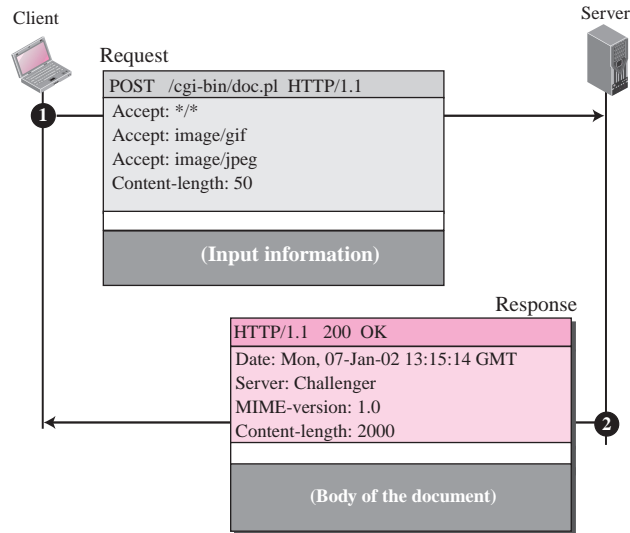 Client
Server
Request
POST /cgi-bin/doc.pl HTTP/1.1
1
Accept: */*
Accept: image/gif
Accept: image/jpeg
Content-length: 50
(Input information)
Response
HTTP/1.1 200 OK
Date: Mon, 07-Jan-02 13:15:14 GMT
Server: Challenger
MIME-version: 1.0
Content-length: 2000
2
(Body of the document)